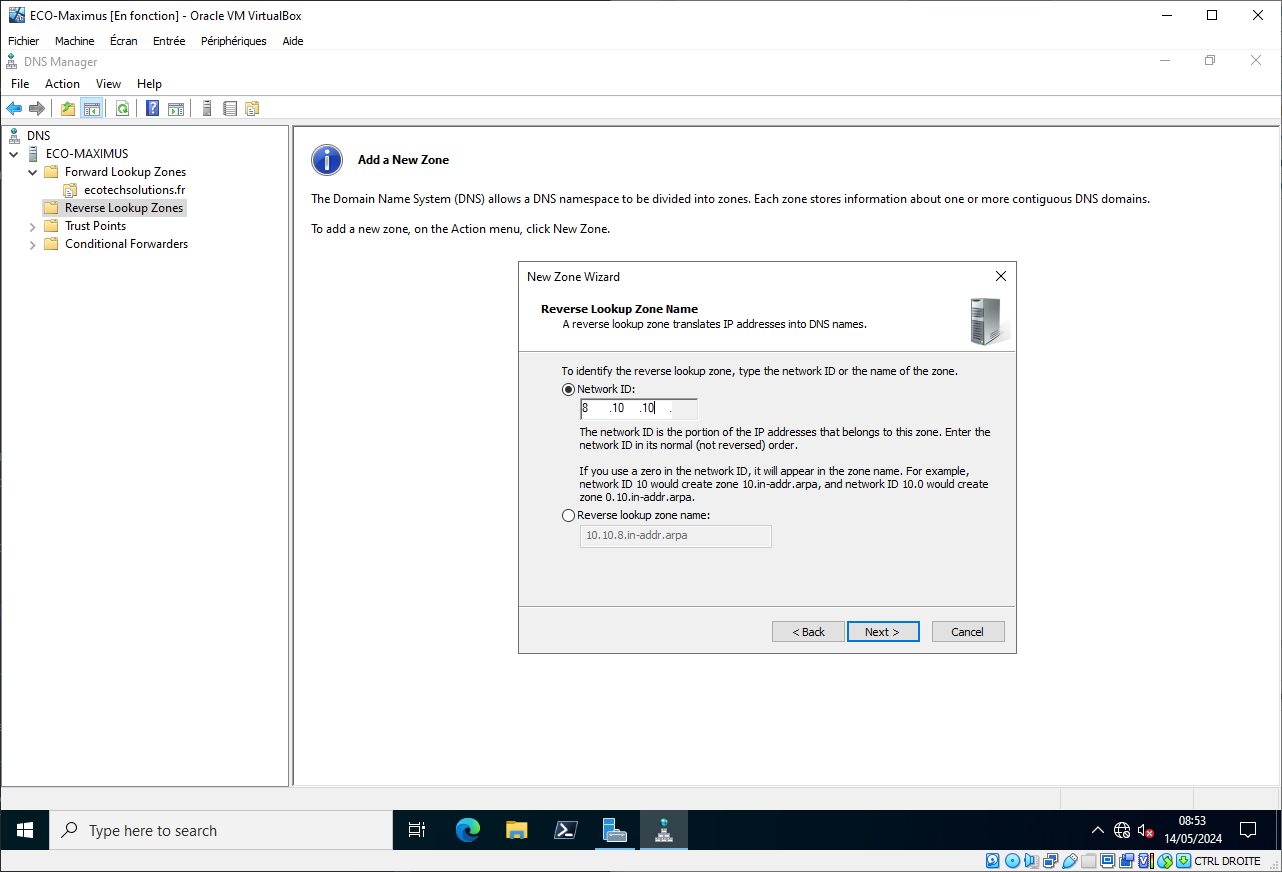 ECO-Maximus [En fonction] - Oracle VM VirtualBox
Fichier Machine Écran Entrée Périphériques Aide
DNS Manager
File Action View Help
DNS
ECO-MAXIMUS
Forward Lookup Zones
ecotechsolutions.fr
Reverse Lookup Zones
Trust Points
Conditional Forwarders
Add a New Zone
The Domain Name System (DNS) allows a DNS namespace to be divided into zones. Each zone stores information about one or more contiguous DNS domains.
To add a new zone, on the Action menu, click New Zone.
New Zone Wizard
Reverse Lookup Zone Name
A reverse lookup zone translates IP addresses into DNS names.
To identify the reverse lookup zone, type the network ID or the name of the zone.
Network ID:
8 .10 .10 .
The network ID is the portion of the IP addresses that belongs to this zone. Enter the
network ID in its normal (not reversed) order.
If you use a zero in the network ID, it will appear in the zone name. For example,
network ID 10 would create zone 10.in-addr.arpa, and network ID 10.0 would create
zone 0.10.in-addr.arpa.
Reverse lookup zone name:
10.10.8.in-addr.arpa
< Back Next > Cancel
Type here to search
08:53
14/05/2024
CTRL DROITE